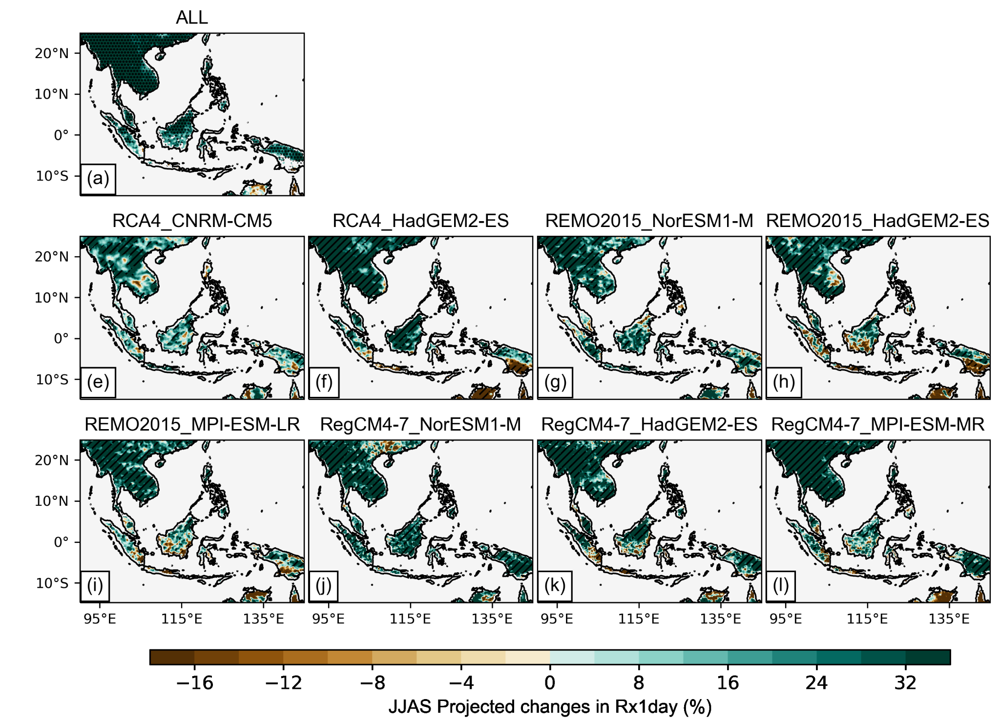 ALL
20°N
10°N
0°
10°S
(a)
RCA4_CNRM-CM5 RCA4_HadGEM2-ES REMO2015_NorESM1-M REMO2015_HadGEM2-ES
20°N
10°N
0°
10°S
(e) (f) (g) (h)
REMO2015_MPI-ESM-LR RegCM4-7_NorESM1-M RegCM4-7_HadGEM2-ES RegCM4-7_MPI-ESM-MR
20°N
10°N
0°
10°S
(i) (j) (k) (l)
95°E 115°E 135°E 95°E 115°E 135°E 95°E 115°E 135°E 95°E 115°E 135°E
−16 −12 −8 −4 0 8 16 24 32
JJAS Projected changes in Rx1day (%)